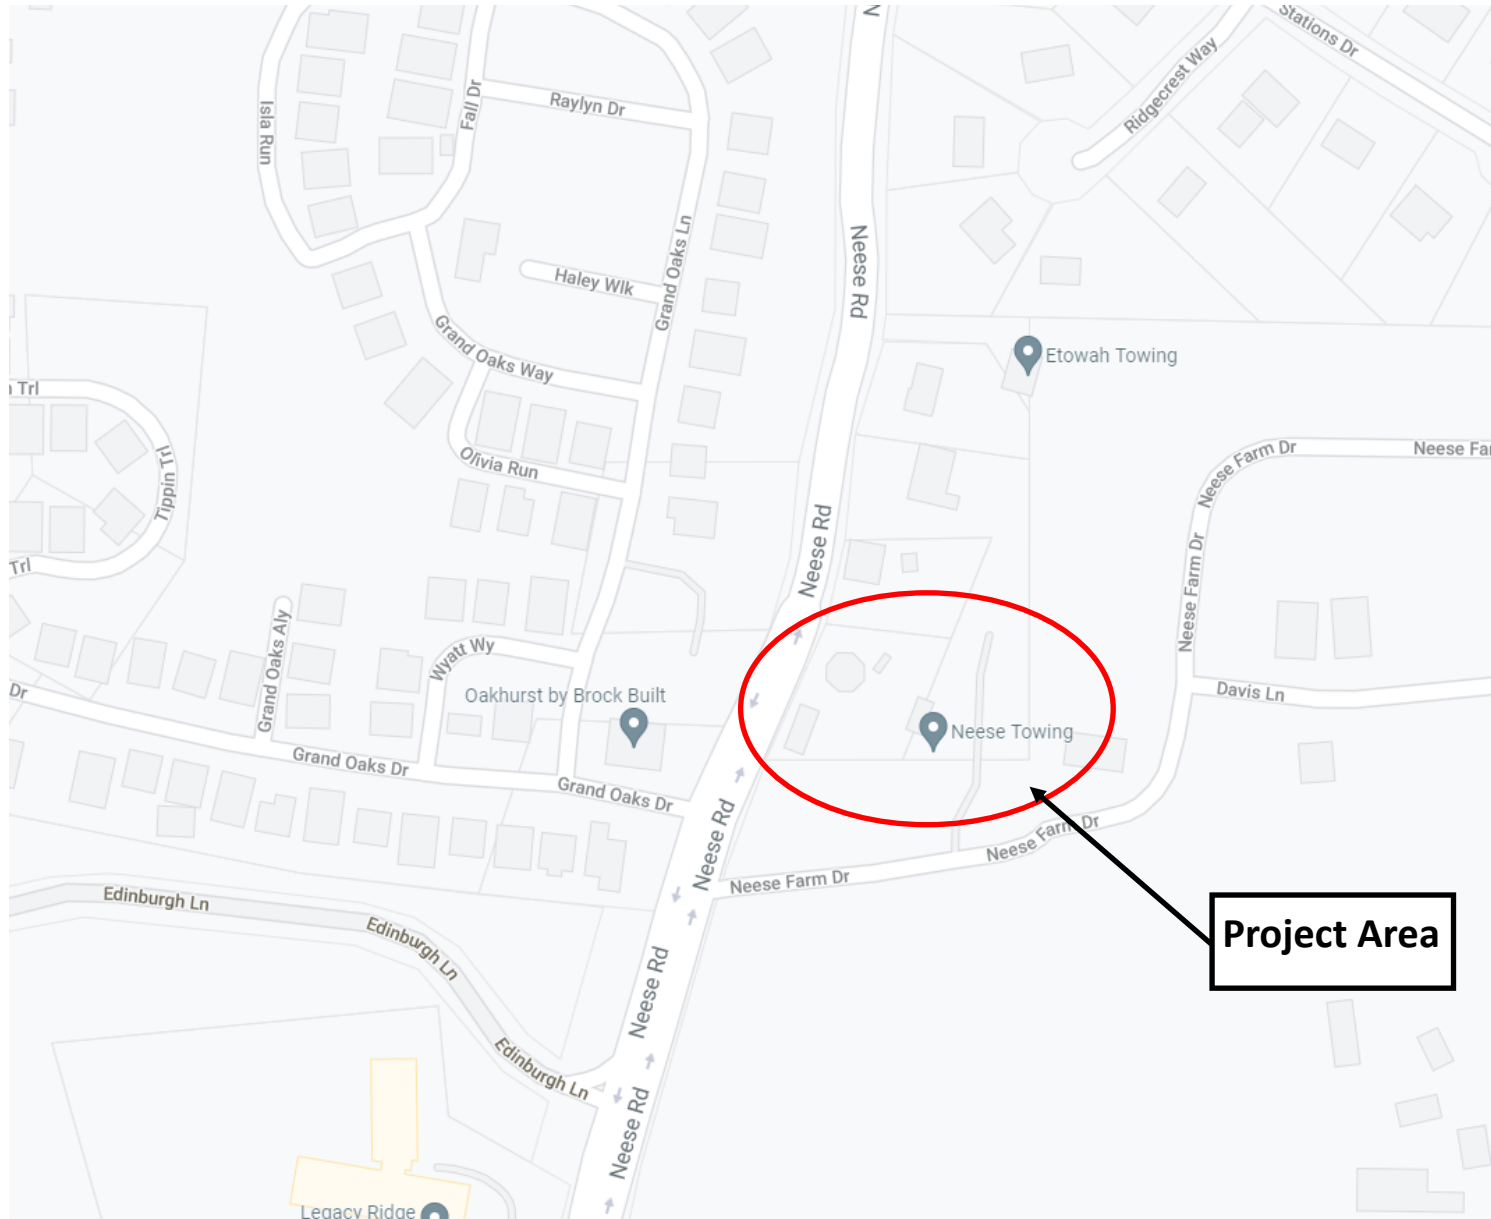 N
Stations Dr
Ridgecrest Way
Isla Run
Fall Dr
Raylyn Dr
Grand Oaks Ln
Haley Wlk
Neese Rd
Grand Oaks Way
Etowah Towing
Trl
Tippin Trl
Olivia Run
Neese Farm Dr
Neese Far
Neese Rd
Neese Farm Dr
Trl
Grand Oaks Aly
Wyatt Wy
Neese Farm Dr
Dr
Oakhurst by Brock Built
Davis Ln
Neese Towing
Grand Oaks Dr
Grand Oaks Dr
Neese Rd
Neese Farm Dr
Neese Farm Dr
Edinburgh Ln
Edinburgh Ln
Project Area
Neese Rd
Edinburgh Ln
Neese Rd
Legacy Ridge